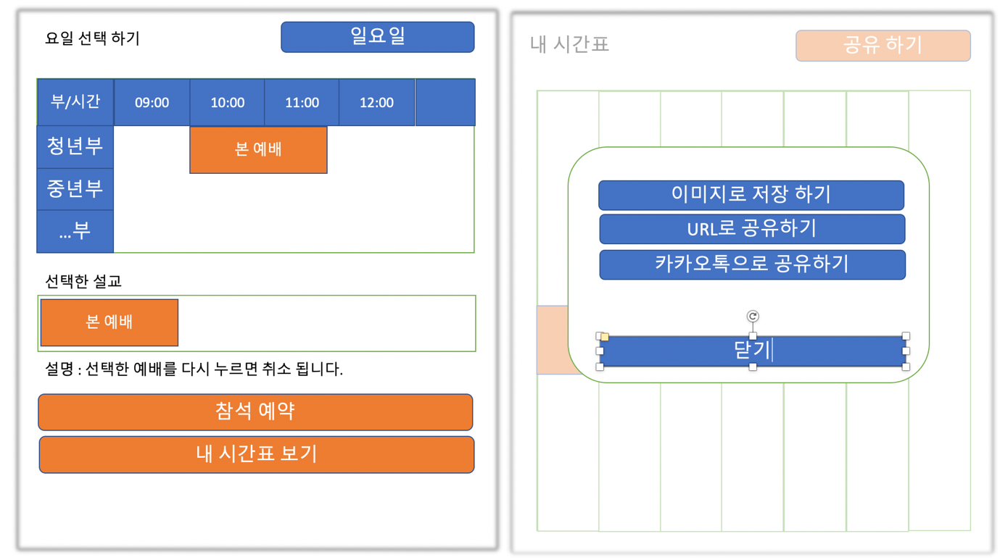 요일 선택 하기
일요일
부/시간 09:00 10:00 11:00 12:00
청년부
본 예배
중년부
...부
선택한 설교
본 예배
설명 : 선택한 예배를 다시 누르면 취소 됩니다.
참석 예약
내 시간표 보기
내 시간표
공유 하기
이미지로 저장 하기
URL로 공유하기
카카오톡으로 공유하기
닫기